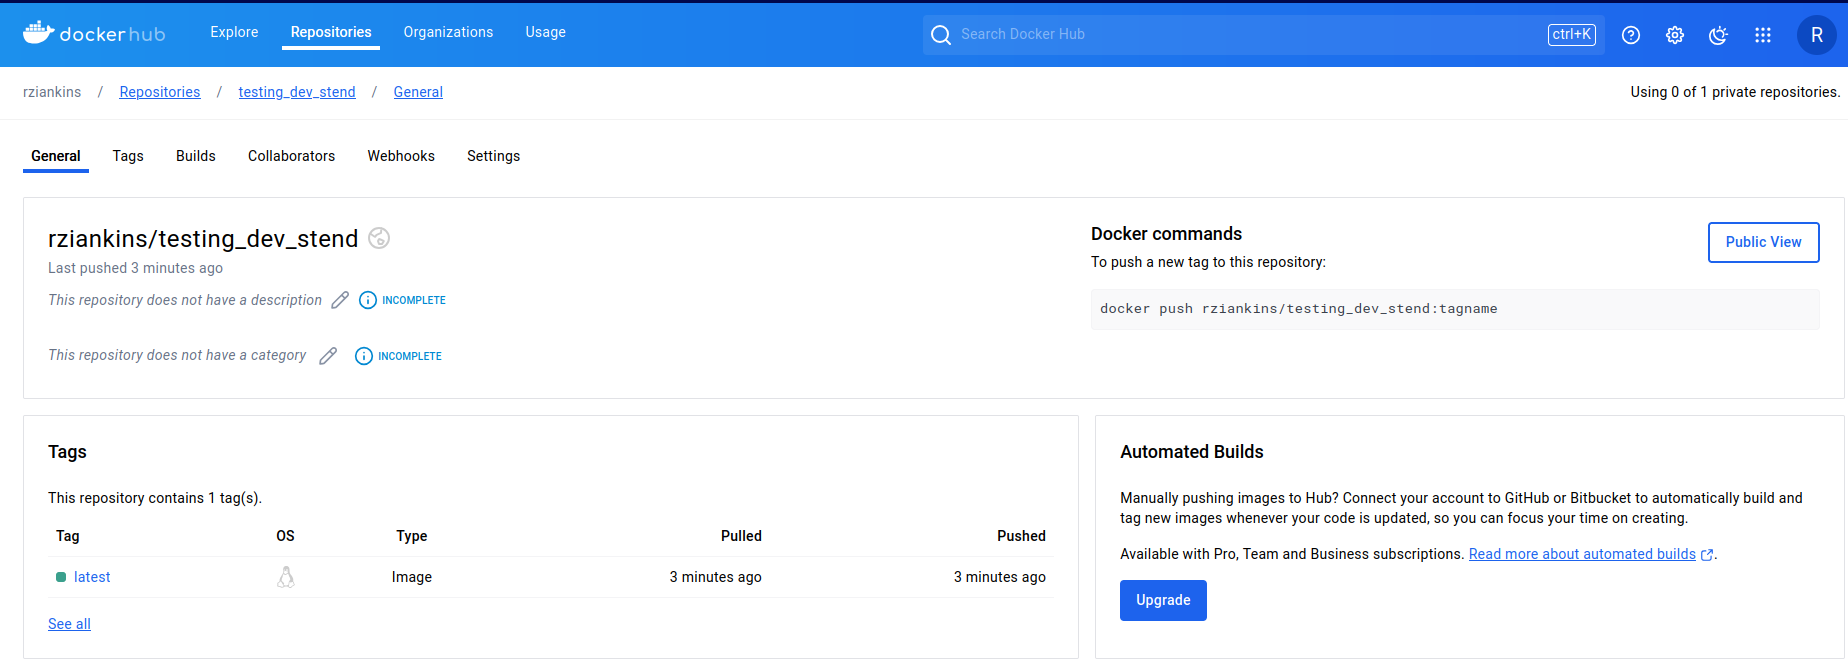 dockerhub Explore Repositories Organizations Usage Search Docker Hub ctrl+K R
rziankins / Repositories / testing_dev_stend / General Using 0 of 1 private repositories.
General Tags Builds Collaborators Webhooks Settings
rziankins/testing_dev_stend
Last pushed 3 minutes ago
This repository does not have a description INCOMPLETE
This repository does not have a category INCOMPLETE
Docker commands
To push a new tag to this repository:
docker push rziankins/testing_dev_stend:tagname
Public View
Tags
This repository contains 1 tag(s).
Tag OS Type Pulled Pushed
latest Image 3 minutes ago 3 minutes ago
See all
Automated Builds
Manually pushing images to Hub? Connect your account to GitHub or Bitbucket to automatically build and
tag new images whenever your code is updated, so you can focus your time on creating.
Available with Pro, Team and Business subscriptions. Read more about automated builds .
Upgrade